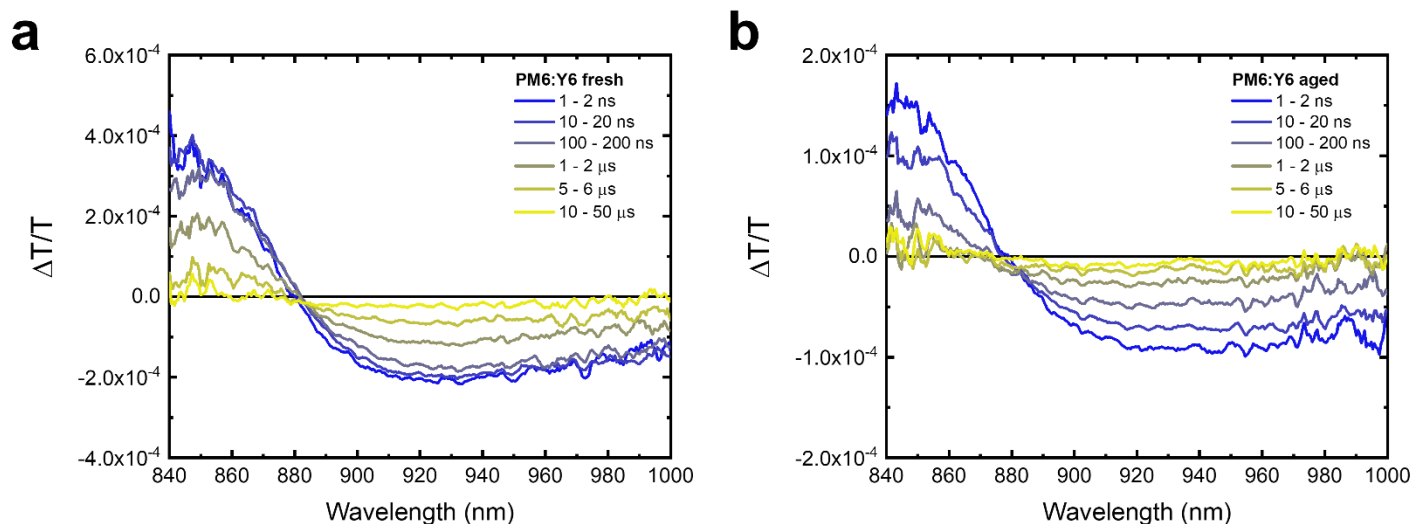 a
6.0x10⁻⁴
4.0x10⁻⁴
2.0x10⁻⁴
0.0
-2.0x10⁻⁴
-4.0x10⁻⁴
ΔT/T
840 860 880 900 920 940 960 980 1000
Wavelength (nm)
PM6:Y6 fresh
1 - 2 ns
10 - 20 ns
100 - 200 ns
1 - 2 μs
5 - 6 μs
10 - 50 μs
b
2.0x10⁻⁴
1.0x10⁻⁴
0.0
-1.0x10⁻⁴
-2.0x10⁻⁴
ΔT/T
840 860 880 900 920 940 960 980 1000
Wavelength (nm)
PM6:Y6 aged
1 - 2 ns
10 - 20 ns
100 - 200 ns
1 - 2 μs
5 - 6 μs
10 - 50 μs